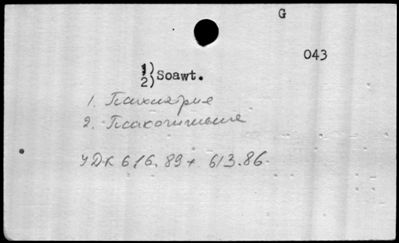 G
043
1)
2) Soawt.
1. Психиатрия
2. Психогигиена
УДК 616.89 + 613.86.